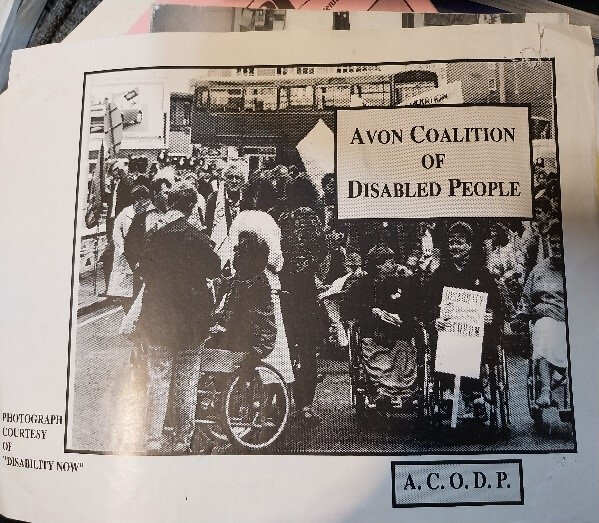 AVON COALITION
OF
DISABLED PEOPLE
PHOTOGRAPH
COURTESY
OF
"DISABILITY NOW"
A. C. O. D. P.